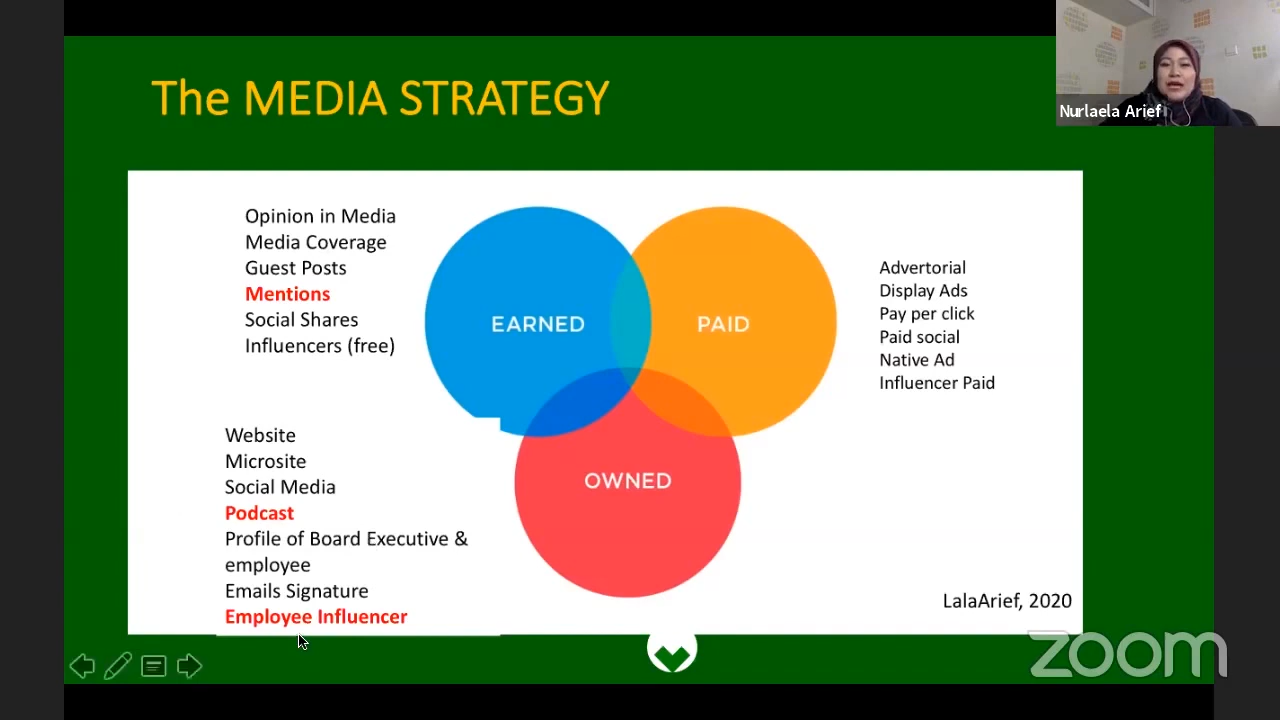 The MEDIA STRATEGY
Nurlaela Arief
Opinion in Media
Media Coverage
Guest Posts
Mentions
Social Shares
Influencers (free)
EARNED
PAID
Advertorial
Display Ads
Pay per click
Paid social
Native Ad
Influencer Paid
Website
Microsite
Social Media
Podcast
Profile of Board Executive &
employee
Emails Signature
Employee Influencer
OWNED
LalaArief, 2020
zoom